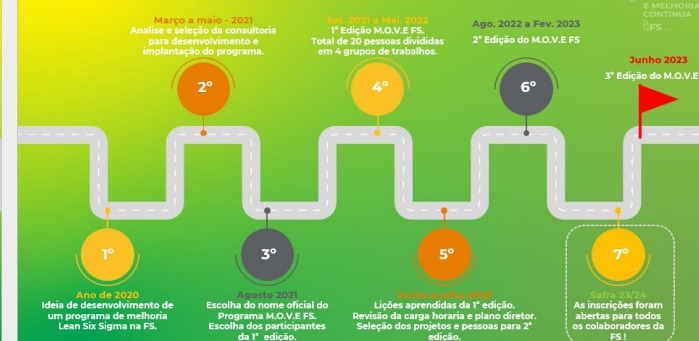 E MELHORIA
CONTÍNUA
FS
Março a maio - 2021
Analise e seleção da consultoria
para desenvolvimento e
implantação do programa.
2º
Set. 2021 a Mai. 2022
1ª Edição M.O.V.E FS.
Total de 20 pessoas divididas
em 4 grupos de trabalhos.
4º
Ago. 2022 a Fev. 2023
2ª Edição do M.O.V.E FS
6º
Junho 2023
3ª Edição do M.O.V.E
1º
Ano de 2020
Ideia de desenvolvimento de
um programa de melhoria
Lean Six Sigma na FS.
3º
Agosto 2021
Escolha do nome oficial do
Programa M.O.V.E FS.
Escolha dos participantes
da 1ª edição.
5º
Junho a julho 2022
Lições aprendidas da 1ª edição.
Revisão da carga horaria e plano diretor.
Seleção dos projetos e pessoas para 2ª
edição.
7º
Safra 23/24
As inscrições foram
abertas para todos
os colaboradores da
FS !